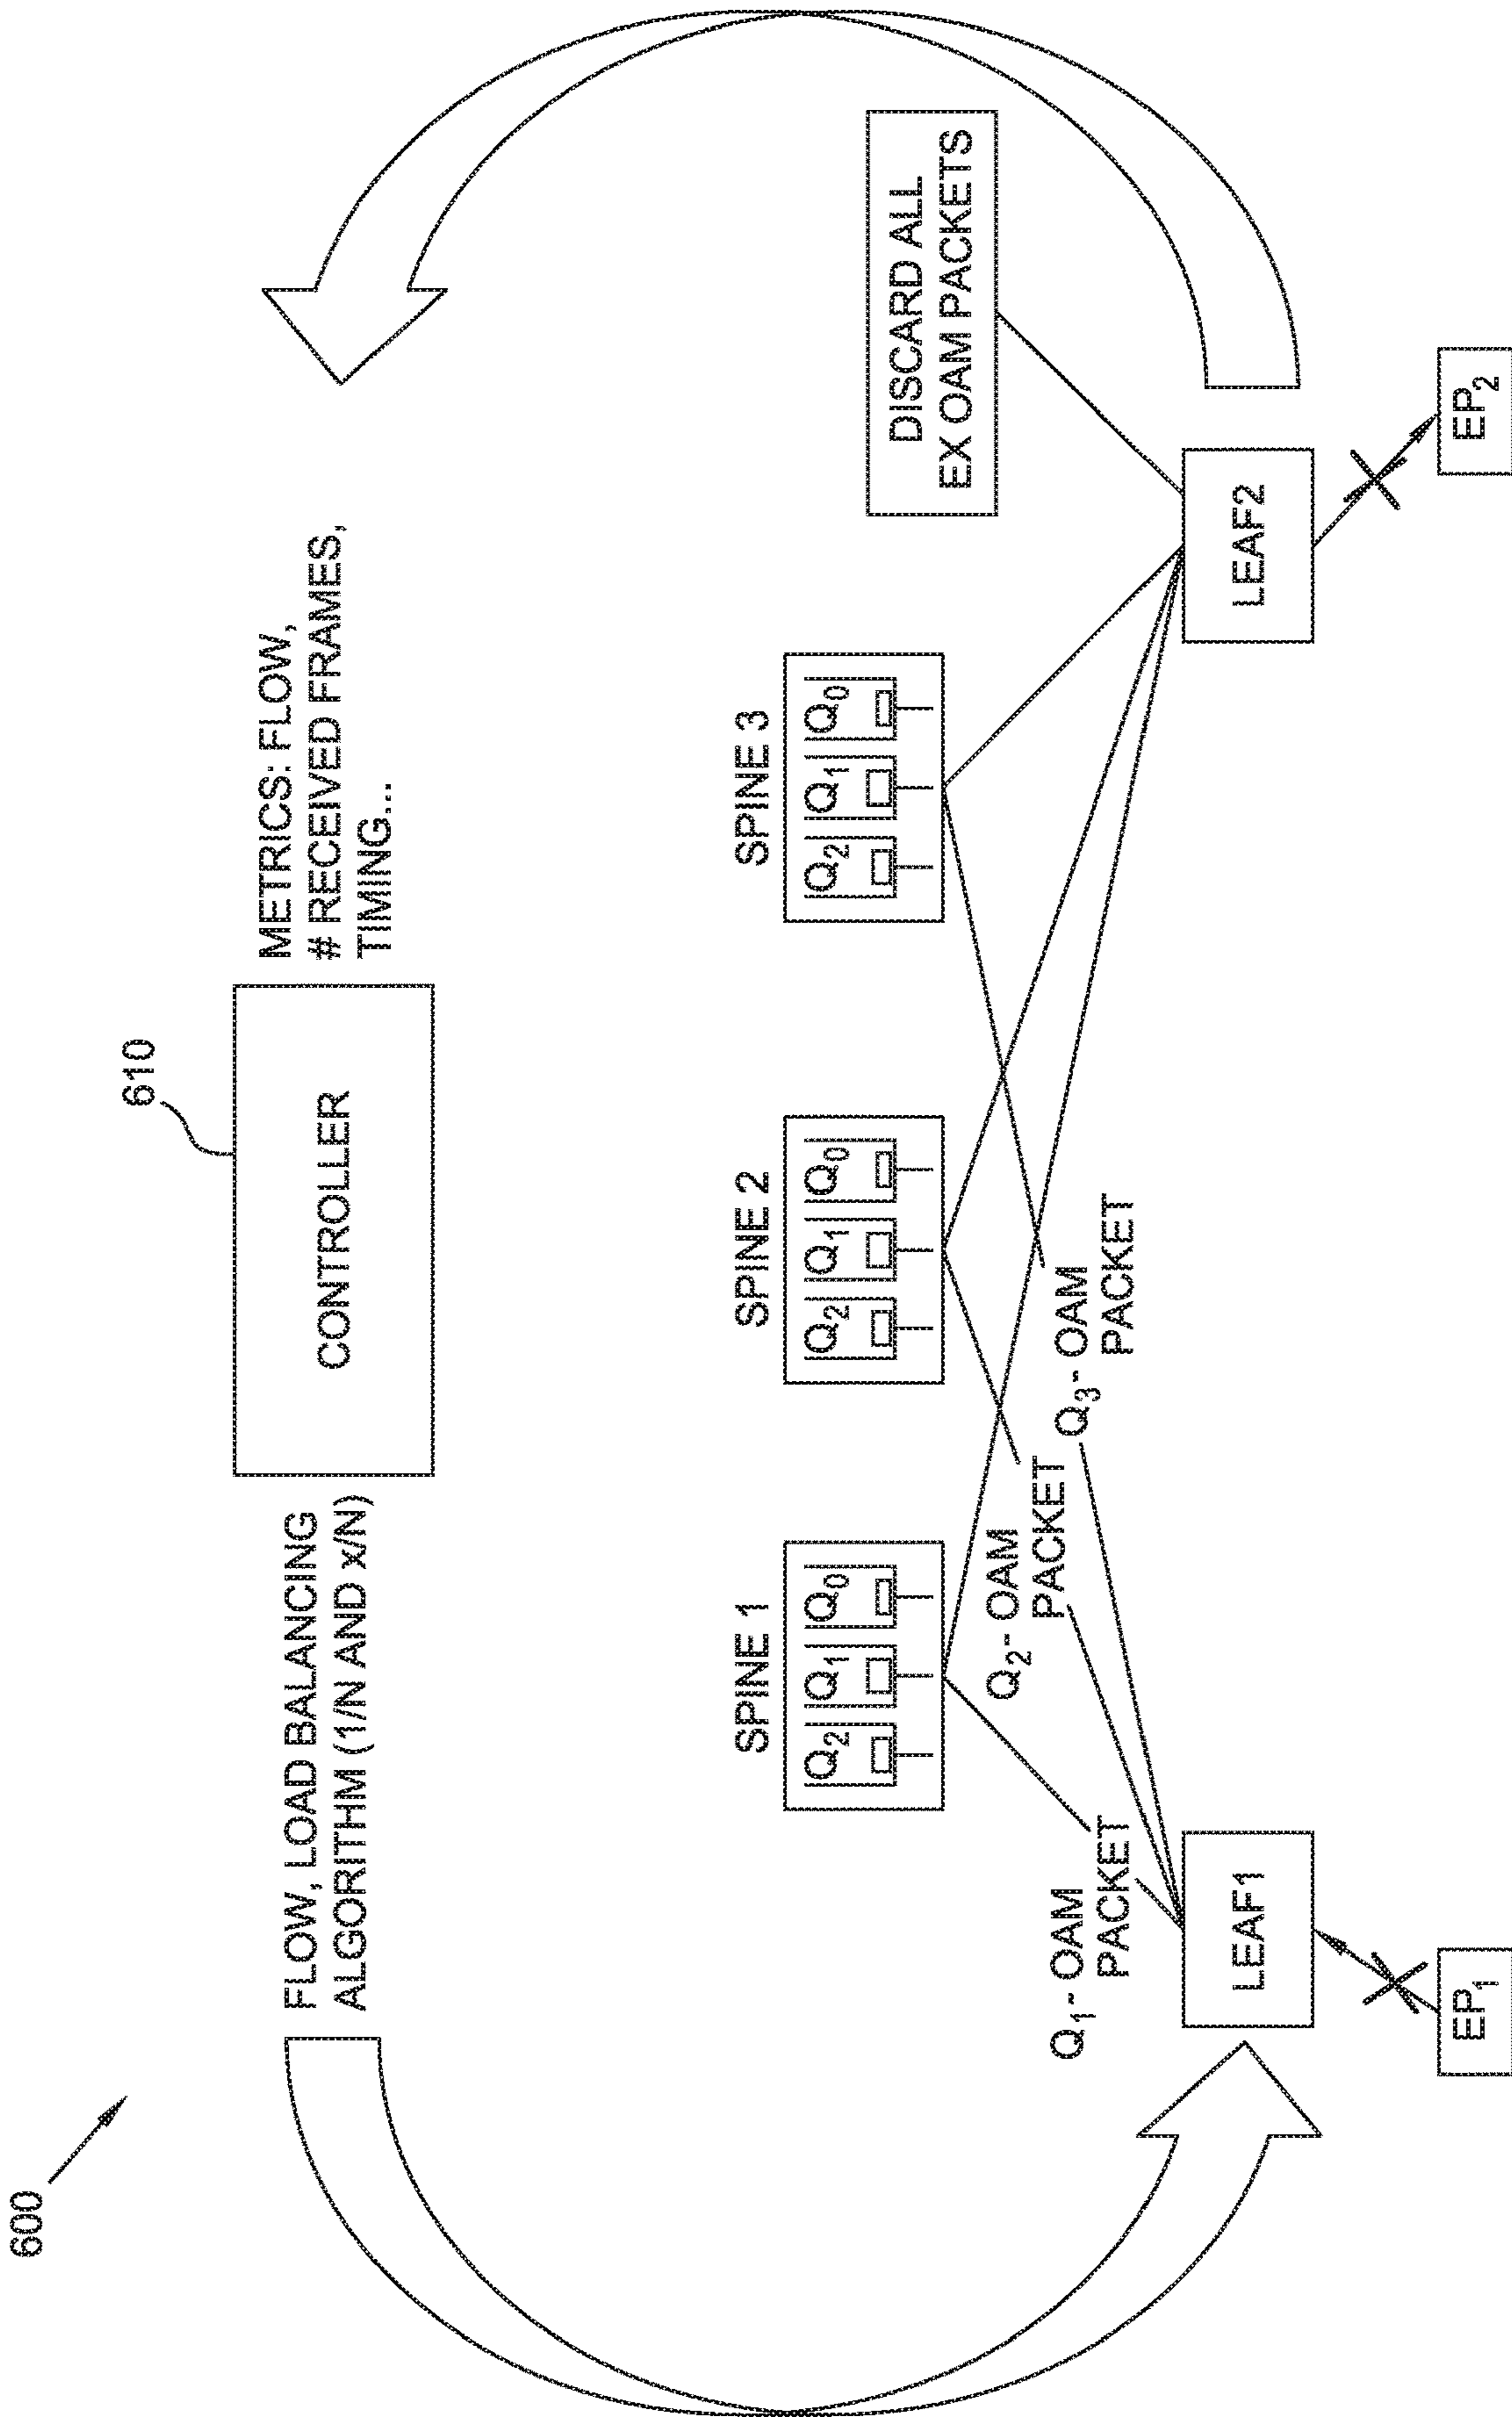 600
610
FLOW, LOAD BALANCING
ALGORITHM (1/N AND x/N)
CONTROLLER
METRICS: FLOW,
# RECEIVED FRAMES,
TIMING...
SPINE 1
Q₂ Q₁ Q₀
SPINE 2
Q₂ Q₁ Q₀
SPINE 3
Q₂ Q₁ Q₀
DISCARD ALL
EX OAM PACKETS
Q₁- OAM
PACKET
Q₂- OAM
PACKET
Q₃- OAM
PACKET
LEAF1
LEAF2
EP₁
EP₂